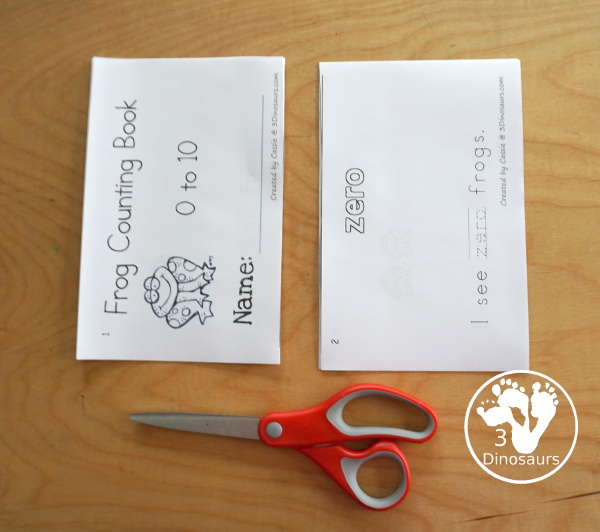 1
Frog Counting Book
0 to 10
Name:
Created by Cassie @ 3Dinosaurs.com
2
zero
I see zero frogs.
Created by Cassie @ 3Dinosaurs.com
3
Dinosaurs